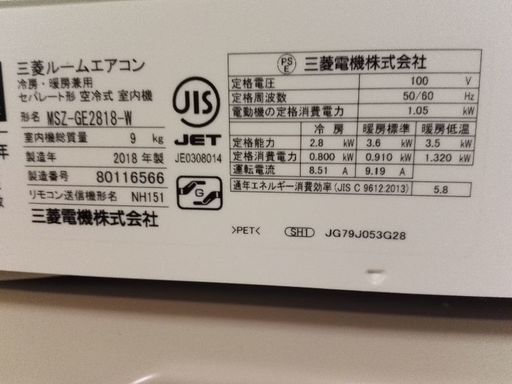 三菱ルームエアコン
冷房・暖房兼用
セパレート形 空冷式 室内機
形名 MSZ-GE2818-W
室内機総質量 9 kg
製造年 2018 年製
製造番号 80116566
リモコン送信機形名 NH151
三菱電機株式会社
JIS
JET
JE0308014
G
PS
E
三菱電機株式会社
定格電圧 100 V
定格周波数 50/60 Hz
電動機の定格消費電力 1.05 kW
冷房 暖房標準 暖房低温
定格能力 2.8 kW 3.6 kW 3.5 kW
定格消費電力 0.800 kW 0.910 kW 1.320 kW
運転電流 8.51 A 9.19 A
通年エネルギー消費効率(JIS C 9612:2013) 5.8
>PET<
SH1
JG79J053G28
年